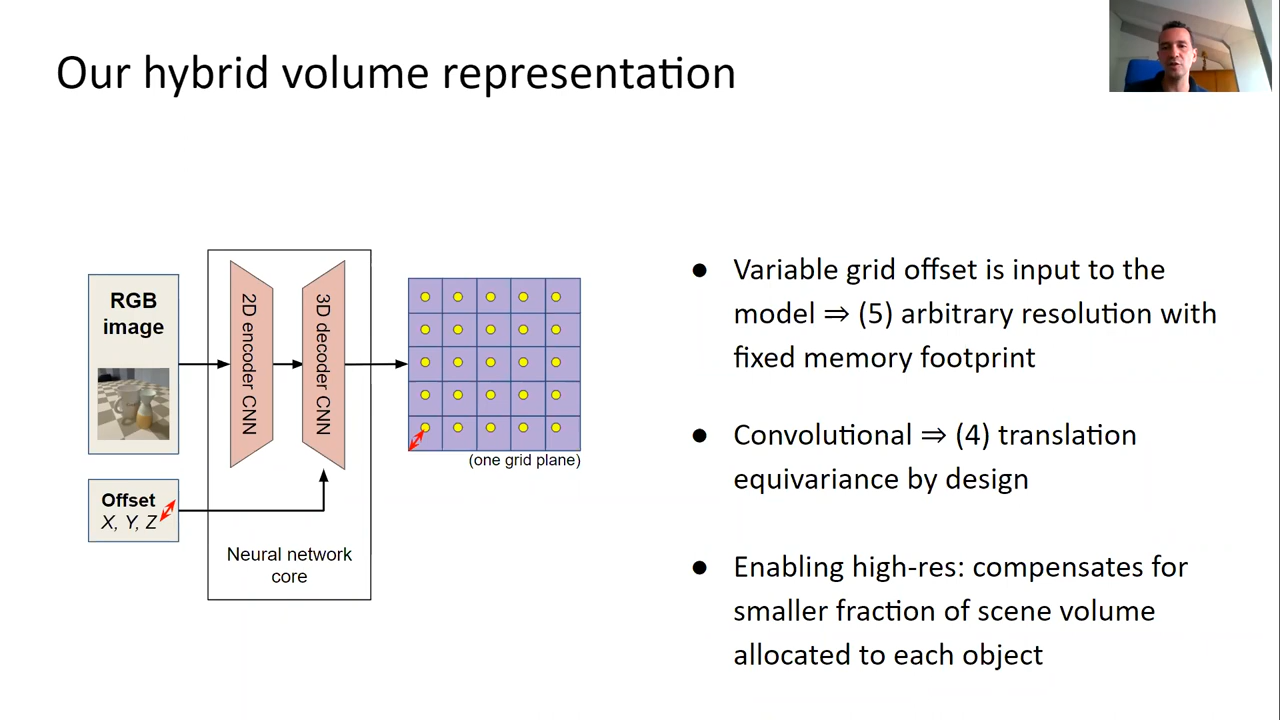 Our hybrid volume representation
RGB
image
2D encoder CNN
3D decoder CNN
(one grid plane)
Offset
X, Y, Z
Neural network
core
● Variable grid offset is input to the
model ⇒ (5) arbitrary resolution with
fixed memory footprint
● Convolutional ⇒ (4) translation
equivariance by design
● Enabling high-res: compensates for
smaller fraction of scene volume
allocated to each object